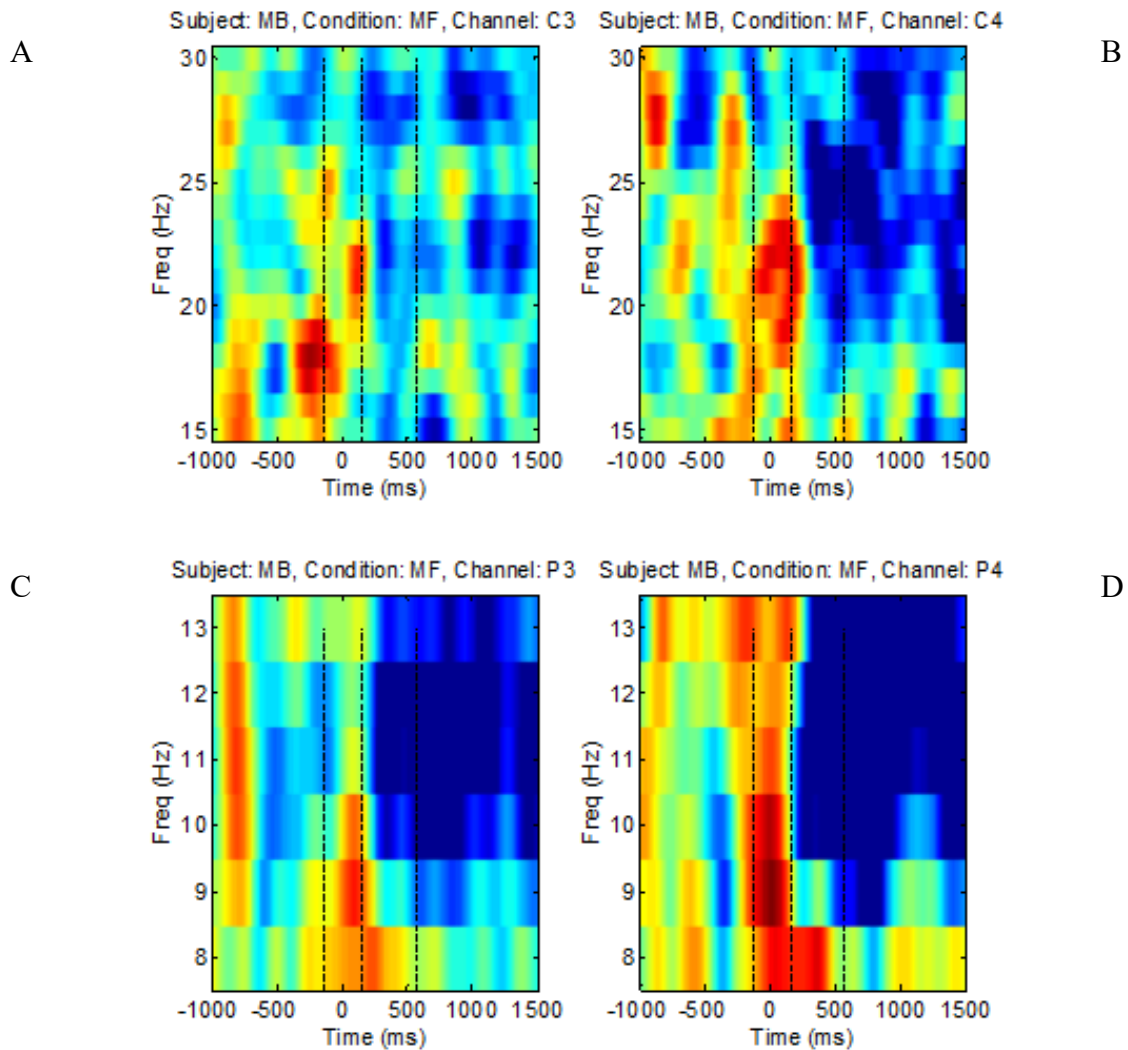 Subject: MB, Condition: MF, Channel: C3
Subject: MB, Condition: MF, Channel: C4
A
B
30
25
20
15
Freq (Hz)
-1000 -500 0 500 1000 1500
Time (ms)
30
25
20
15
Freq (Hz)
-1000 -500 0 500 1000 1500
Time (ms)
Subject: MB, Condition: MF, Channel: P3
Subject: MB, Condition: MF, Channel: P4
C
D
13
12
11
10
9
8
Freq (Hz)
-1000 -500 0 500 1000 1500
Time (ms)
13
12
11
10
9
8
Freq (Hz)
-1000 -500 0 500 1000 1500
Time (ms)